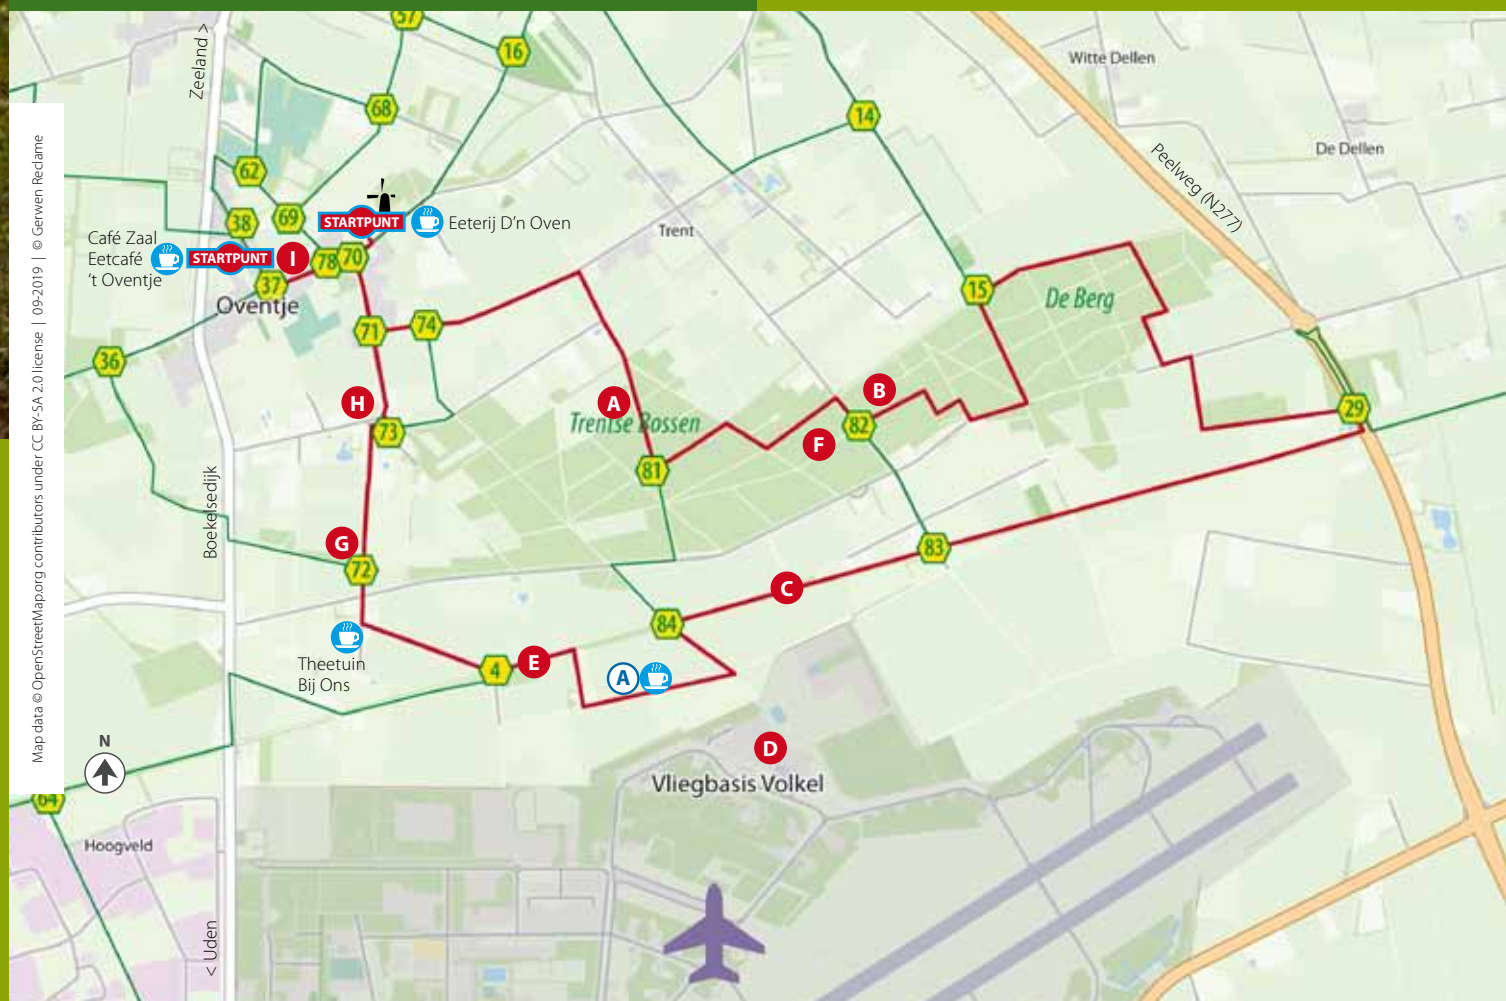 Map data © OpenStreetMap.org contributors under CC BY-SA 2.0 license | 09-2019 | © Gerwen Reclame
57
16
Zeeland >
Witte Dellen
68
14
De Dellen
Peelweg (N277)
62
38
69
STARTPUNT
Eeterij D'n Oven
Trent
Café Zaal
Eetcafé
't Oventje
STARTPUNT
I
78
70
37
Oventje
15
De Berg
71
74
36
H
A
Trentse Bossen
B
29
73
82
F
81
Boekelsedijk
G
72
83
C
84
Theetuin
Bij Ons
4
E
A
N
D
Vliegbasis Volkel
64
Hoogveld
< Uden